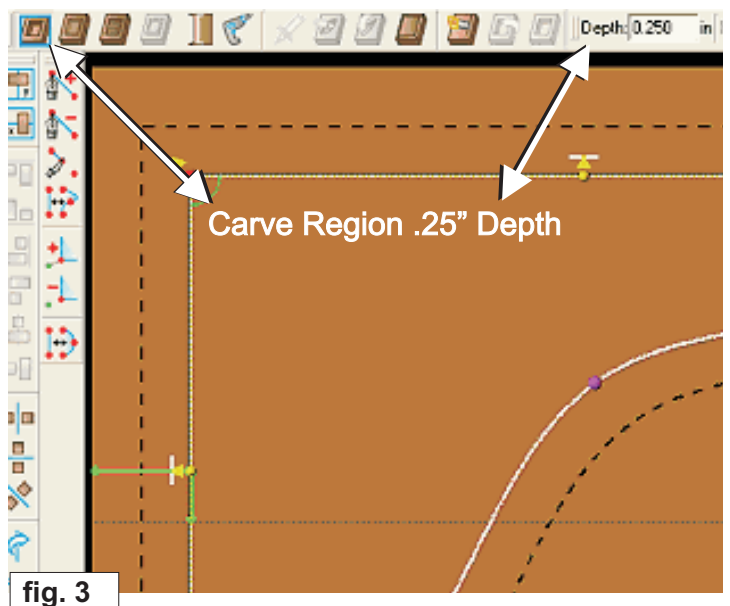 Depth: 0.250 in
Carve Region .25” Depth
fig. 3